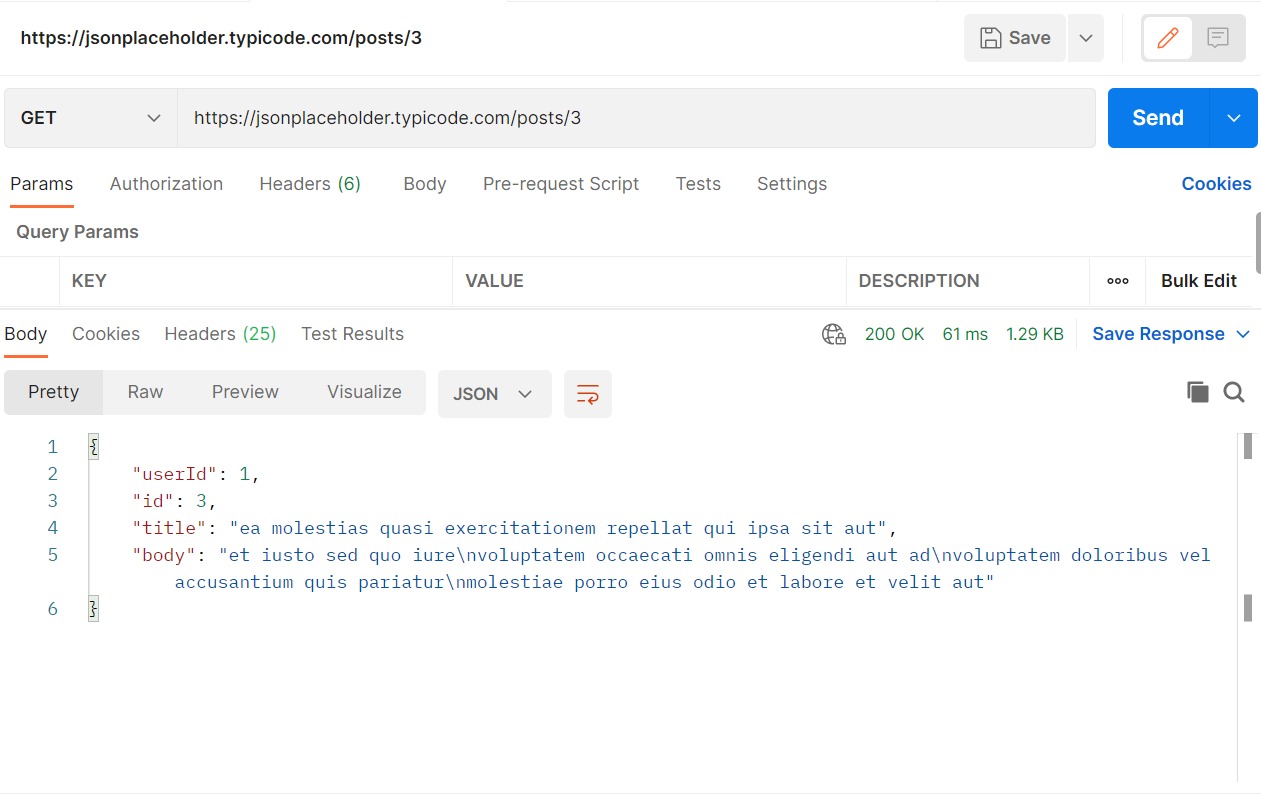 https://jsonplaceholder.typicode.com/posts/3 Save
GET https://jsonplaceholder.typicode.com/posts/3 Send
Params Authorization Headers (6) Body Pre-request Script Tests Settings Cookies
Query Params
KEY VALUE DESCRIPTION ooo Bulk Edit
Body Cookies Headers (25) Test Results 200 OK 61 ms 1.29 KB Save Response
Pretty Raw Preview Visualize JSON
1 {
2 "userId": 1,
3 "id": 3,
4 "title": "ea molestias quasi exercitationem repellat qui ipsa sit aut",
5 "body": "et iusto sed quo iure\nvoluptatem occaecati omnis eligendi aut ad\nvoluptatem doloribus vel
accusantium quis pariatur\nmolestiae porro eius odio et labore et velit aut"
6 }